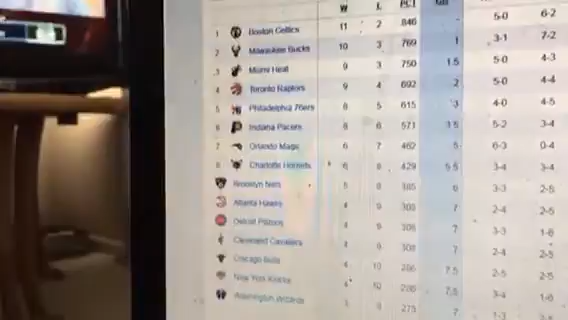 W L PCT GB
1 Boston Celtics 11 2 846 - 5-0 6-2
2 Milwaukee Bucks 10 3 769 1 3-1 7-2
3 Miami Heat 9 3 750 1.5 5-0 4-3
4 Toronto Raptors 9 4 692 2 5-0 4-4
5 Philadelphia 76ers 8 5 615 3 4-0 4-5
6 Indiana Pacers 8 6 571 3.5 5-2 3-4
7 Orlando Magic 6 7 462 5 6-3 0-4
8 Charlotte Hornets 6 8 429 5.5 3-4 3-4
Brooklyn Nets 5 8 385 6 3-3 2-5
Atlanta Hawks 4 9 308 7 2-4 2-5
Detroit Pistons 4 9 308 7 3-3 1-6
Cleveland Cavaliers 4 9 308 7 2-4 2-5
Chicago Bulls 4 10 286 7.5 2-5 2-5
New York Knicks 4 10 286 7.5 3-4 1-6
Washington Wizards 3 8 273 7 1-3